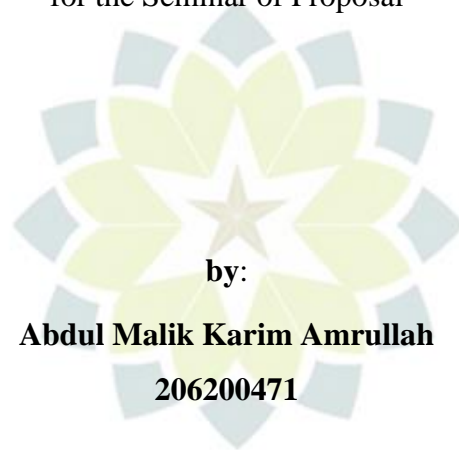 for the Seminar of Proposal
by:
Abdul Malik Karim Amrullah
206200471